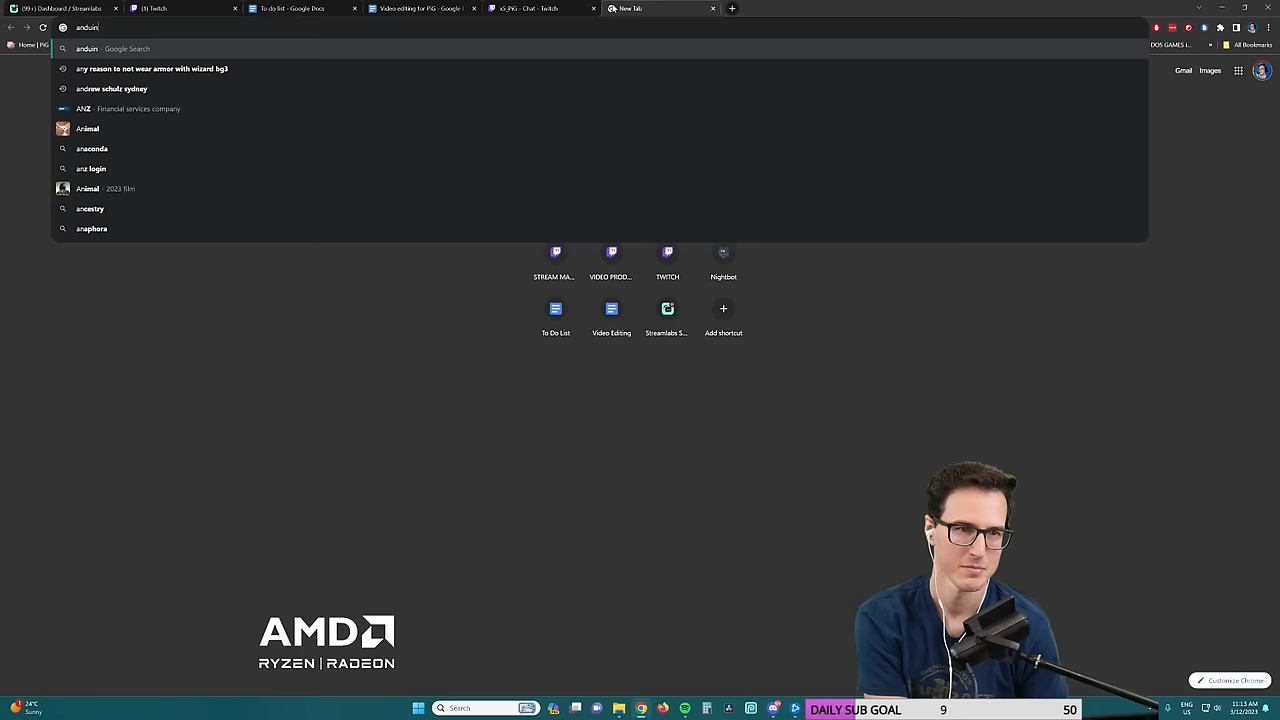 (99+) Dashboard / Streamlabs
(1) Twitch
To do list - Google Docs
Video editing for PiG - Google
x5_PiG - Chat - Twitch
New Tab
anduin
Home | PiG
DOS GAMES i...
»
All Bookmarks
anduin - Google Search
any reason to not wear armor with wizard bg3
andrew schulz sydney
ANZ - Financial services company
Animal
anaconda
anz login
Animal - 2023 film
ancestry
anaphora
Gmail Images
STREAM MA...
VIDEO PROD...
TWITCH
Nightbot
To Do List
Video Editing
Streamlabs S...
Add shortcut
AMD
RYZEN | RADEON
Customize Chrome
24°C
Sunny
Search
DAILY SUB GOAL 9 50
ENG
US
11:13 AM
3/12/2023